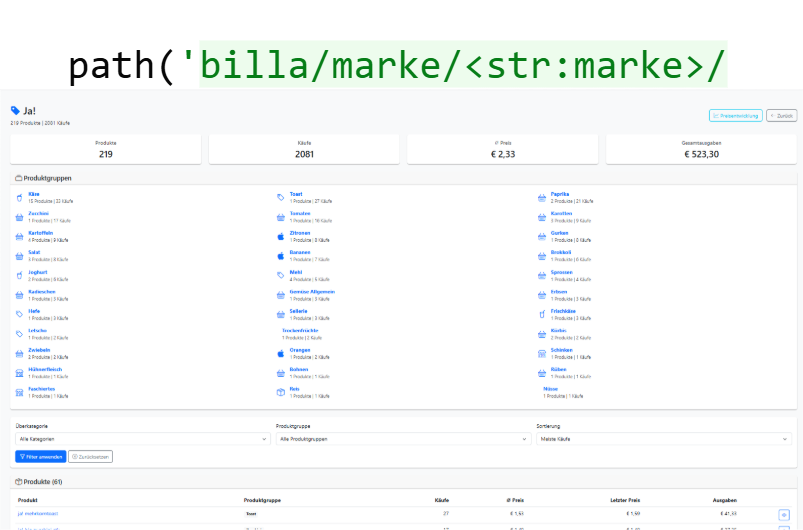 path('billa/marke/<str:marke>/
Ja!
219 Produkte | 2081 Käufe
Preisentwicklung
Zurück
Produkte
219
Käufe
2081
Ø Preis
€ 2,33
Gesamtausgaben
€ 523,30
Produktgruppen
Käse
15 Produkte | 33 Käufe
Toast
1 Produkte | 27 Käufe
Paprika
2 Produkte | 21 Käufe
Zucchini
1 Produkte | 17 Käufe
Tomaten
1 Produkte | 16 Käufe
Karotten
3 Produkte | 9 Käufe
Kartoffeln
4 Produkte | 9 Käufe
Zitronen
1 Produkte | 8 Käufe
Gurken
1 Produkte | 8 Käufe
Salat
3 Produkte | 8 Käufe
Bananen
1 Produkte | 7 Käufe
Brokkoli
1 Produkte | 6 Käufe
Joghurt
2 Produkte | 6 Käufe
Mehl
4 Produkte | 5 Käufe
Sprossen
1 Produkte | 4 Käufe
Radieschen
1 Produkte | 3 Käufe
Gemüse Allgemein
1 Produkte | 3 Käufe
Erbsen
1 Produkte | 3 Käufe
Hefe
1 Produkte | 3 Käufe
Sellerie
1 Produkte | 3 Käufe
Frischkäse
1 Produkte | 3 Käufe
Letscho
1 Produkte | 2 Käufe
Trockenfrüchte
1 Produkte | 2 Käufe
Kürbis
2 Produkte | 2 Käufe
Zwiebeln
2 Produkte | 2 Käufe
Orangen
1 Produkte | 2 Käufe
Schinken
1 Produkte | 1 Käufe
Hühnerfleisch
1 Produkte | 1 Käufe
Bohnen
1 Produkte | 1 Käufe
Rüben
1 Produkte | 1 Käufe
Faschiertes
1 Produkte | 1 Käufe
Reis
1 Produkte | 1 Käufe
Nüsse
1 Produkte | 1 Käufe
Überkategorie
Produktgruppe
Sortierung
Alle Kategorien
Alle Produktgruppen
Meiste Käufe
Filter anwenden
Zurücksetzen
Produkte (61)
Produkt Produktgruppe Käufe Ø Preis Letzter Preis Ausgaben
ja! mehrkorntoast Toast 27 € 1,53 € 1,59 € 41,33